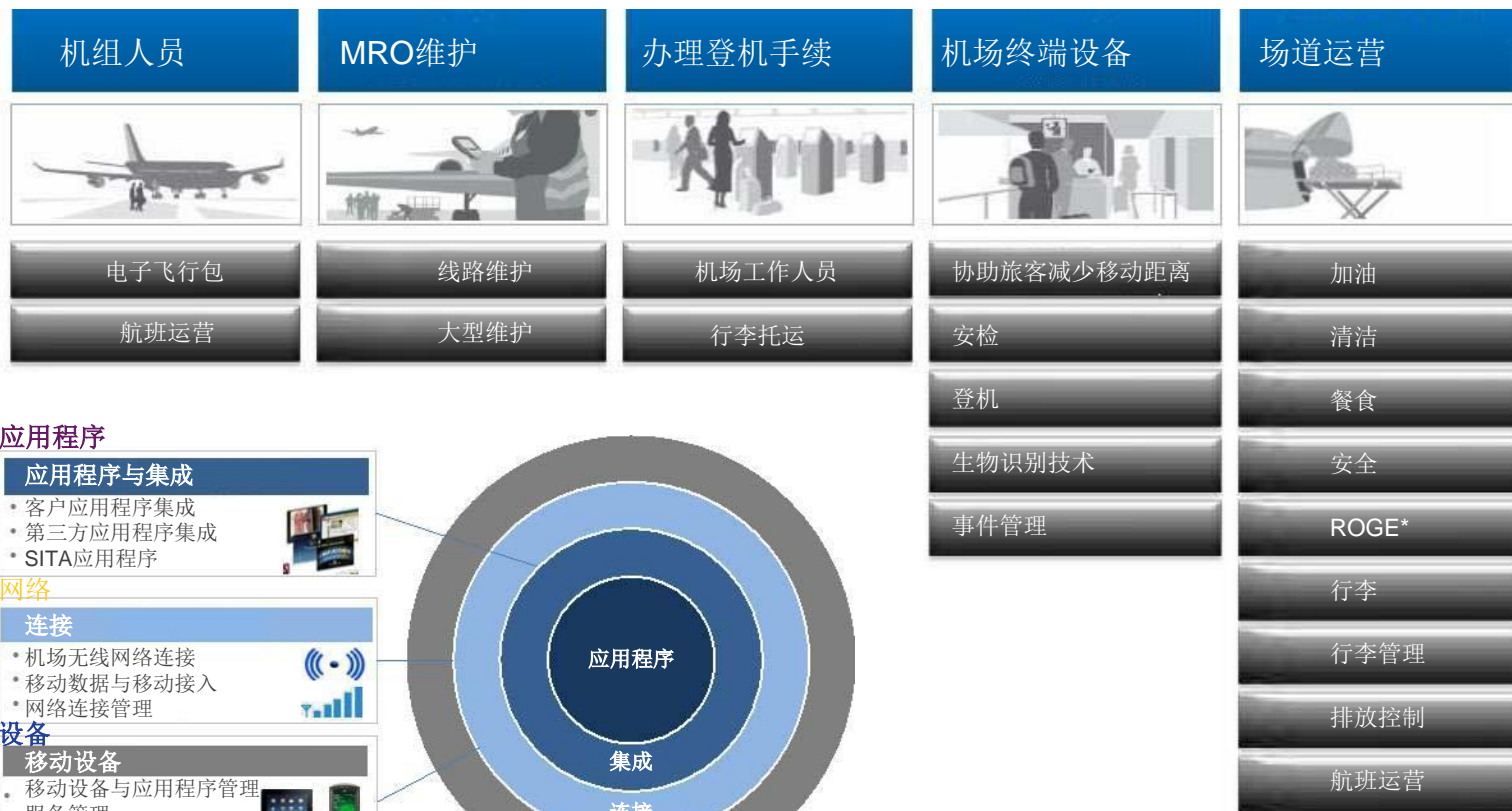 机组人员
MRO维护
办理登机手续
机场终端设备
场道运营
电子飞行包
线路维护
机场工作人员
协助旅客减少移动距离
加油
航班运营
大型维护
行李托运
安检
清洁
登机
餐食
生物识别技术
安全
事件管理
ROGE*
行李
行李管理
排放控制
航班运营
应用程序
应用程序与集成
• 客户应用程序集成
• 第三方应用程序集成
• SITA应用程序
网络
连接
• 机场无线网络连接
• 移动数据与移动接入
• 网络连接管理
设备
移动设备
• 移动设备与应用程序管理
服务管理
应用程序
集成
连接